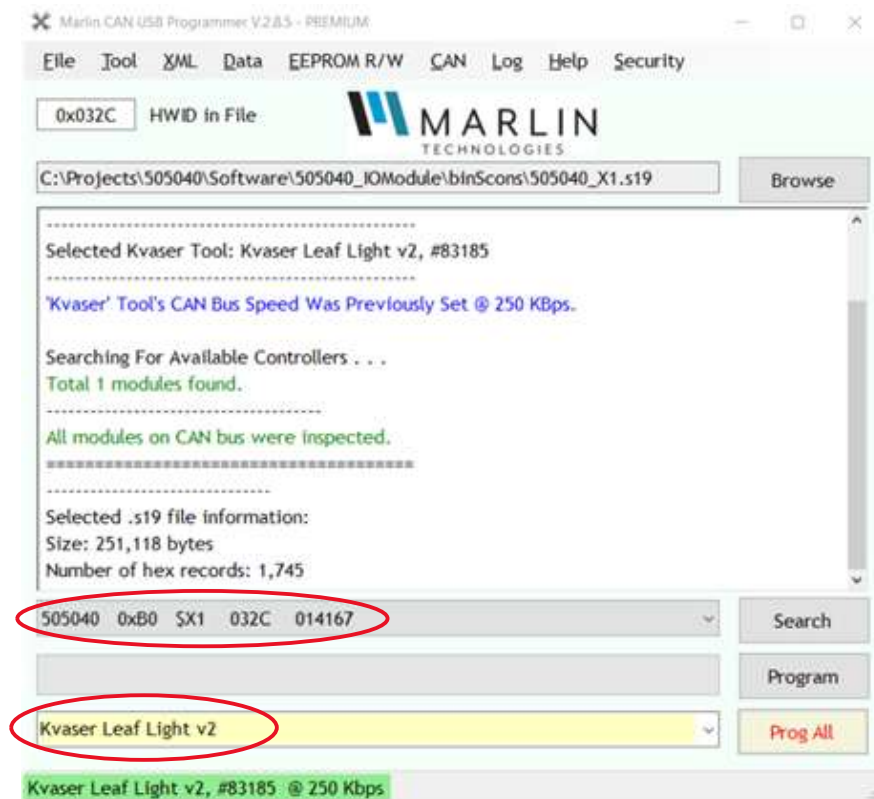 Marlin CAN USB Programmer V.2.8.5 - PREMIUM
File Tool XML Data EEPROM R/W CAN Log Help Security
0x032C HWID in File
MARLIN
TECHNOLOGIES
C:\Projects\505040\Software\505040_IOModule\binScons\505040_X1.s19 Browse
--------------------------------------------------
Selected Kvaser Tool: Kvaser Leaf Light v2, #83185
--------------------------------------------------
'Kvaser' Tool's CAN Bus Speed Was Previously Set @ 250 KBps.
Searching For Available Controllers . . .
Total 1 modules found.
-------------------------------------
All modules on CAN bus were inspected.
======================================
------------------------------
Selected .s19 file information:
Size: 251,118 bytes
Number of hex records: 1,745
505040 0xB0 $X1 032C 014167 Search
Program
Kvaser Leaf Light v2 Prog All
Kvaser Leaf Light v2, #83185 @ 250 Kbps